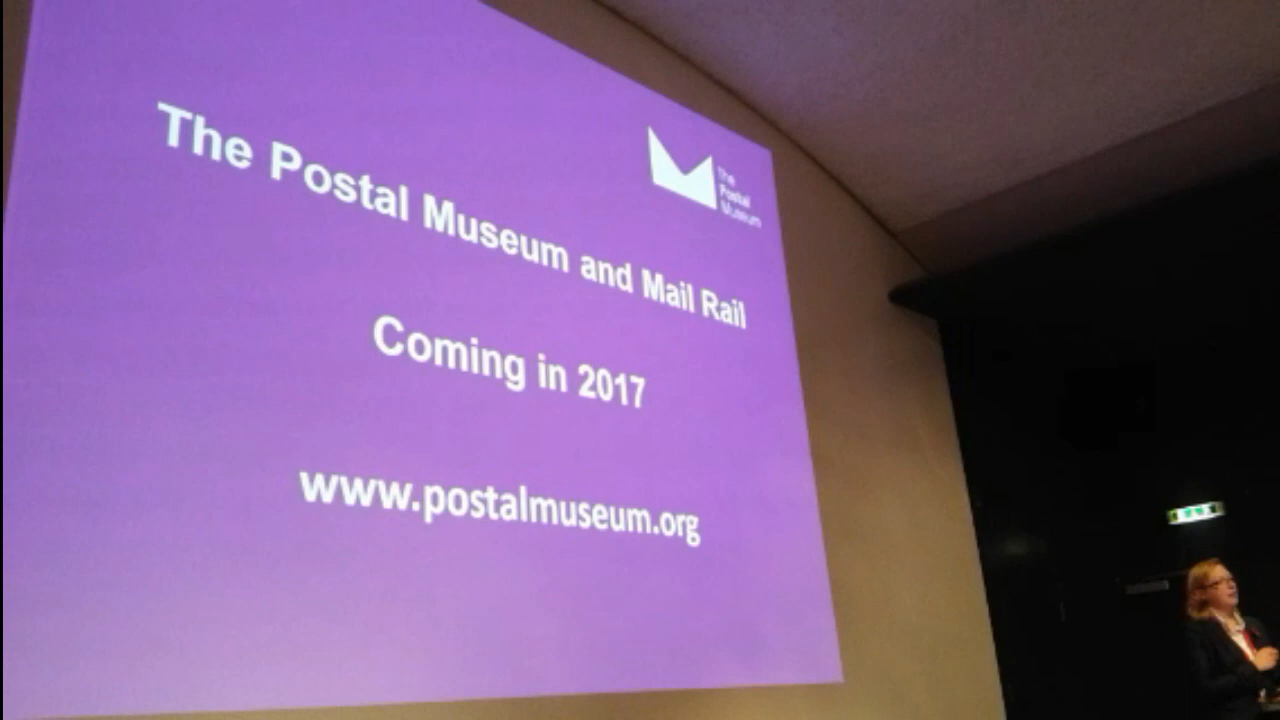 The Postal Museum and Mail Rail
The
Postal
Museum
Coming in 2017
www.postalmuseum.org